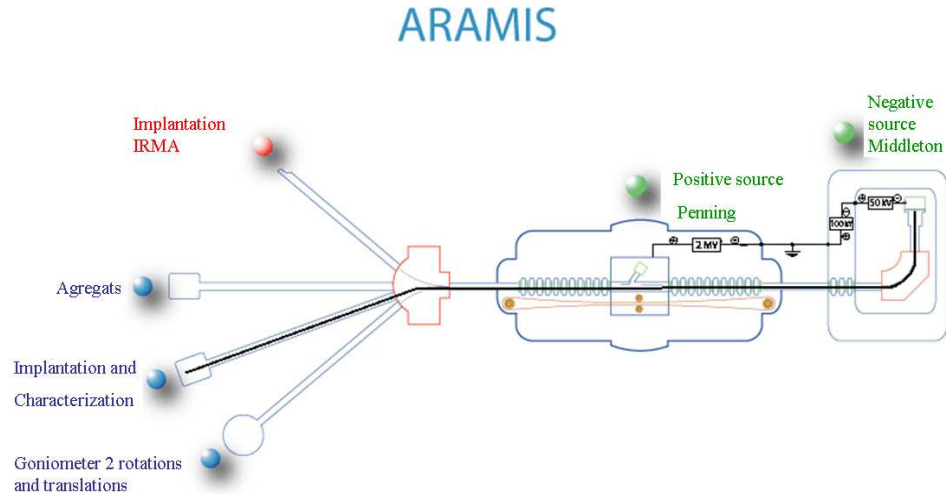 ARAMIS
Negative
source
Middleton
Implantation
IRMA
Positive source
Penning
50 kV
100 kV
2 MV
Agregats
Implantation and
Characterization
Goniometer 2 rotations
and translations